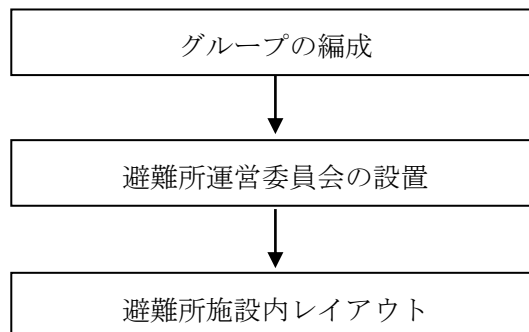 グループの編成
避難所運営委員会の設置
避難所施設内レイアウト